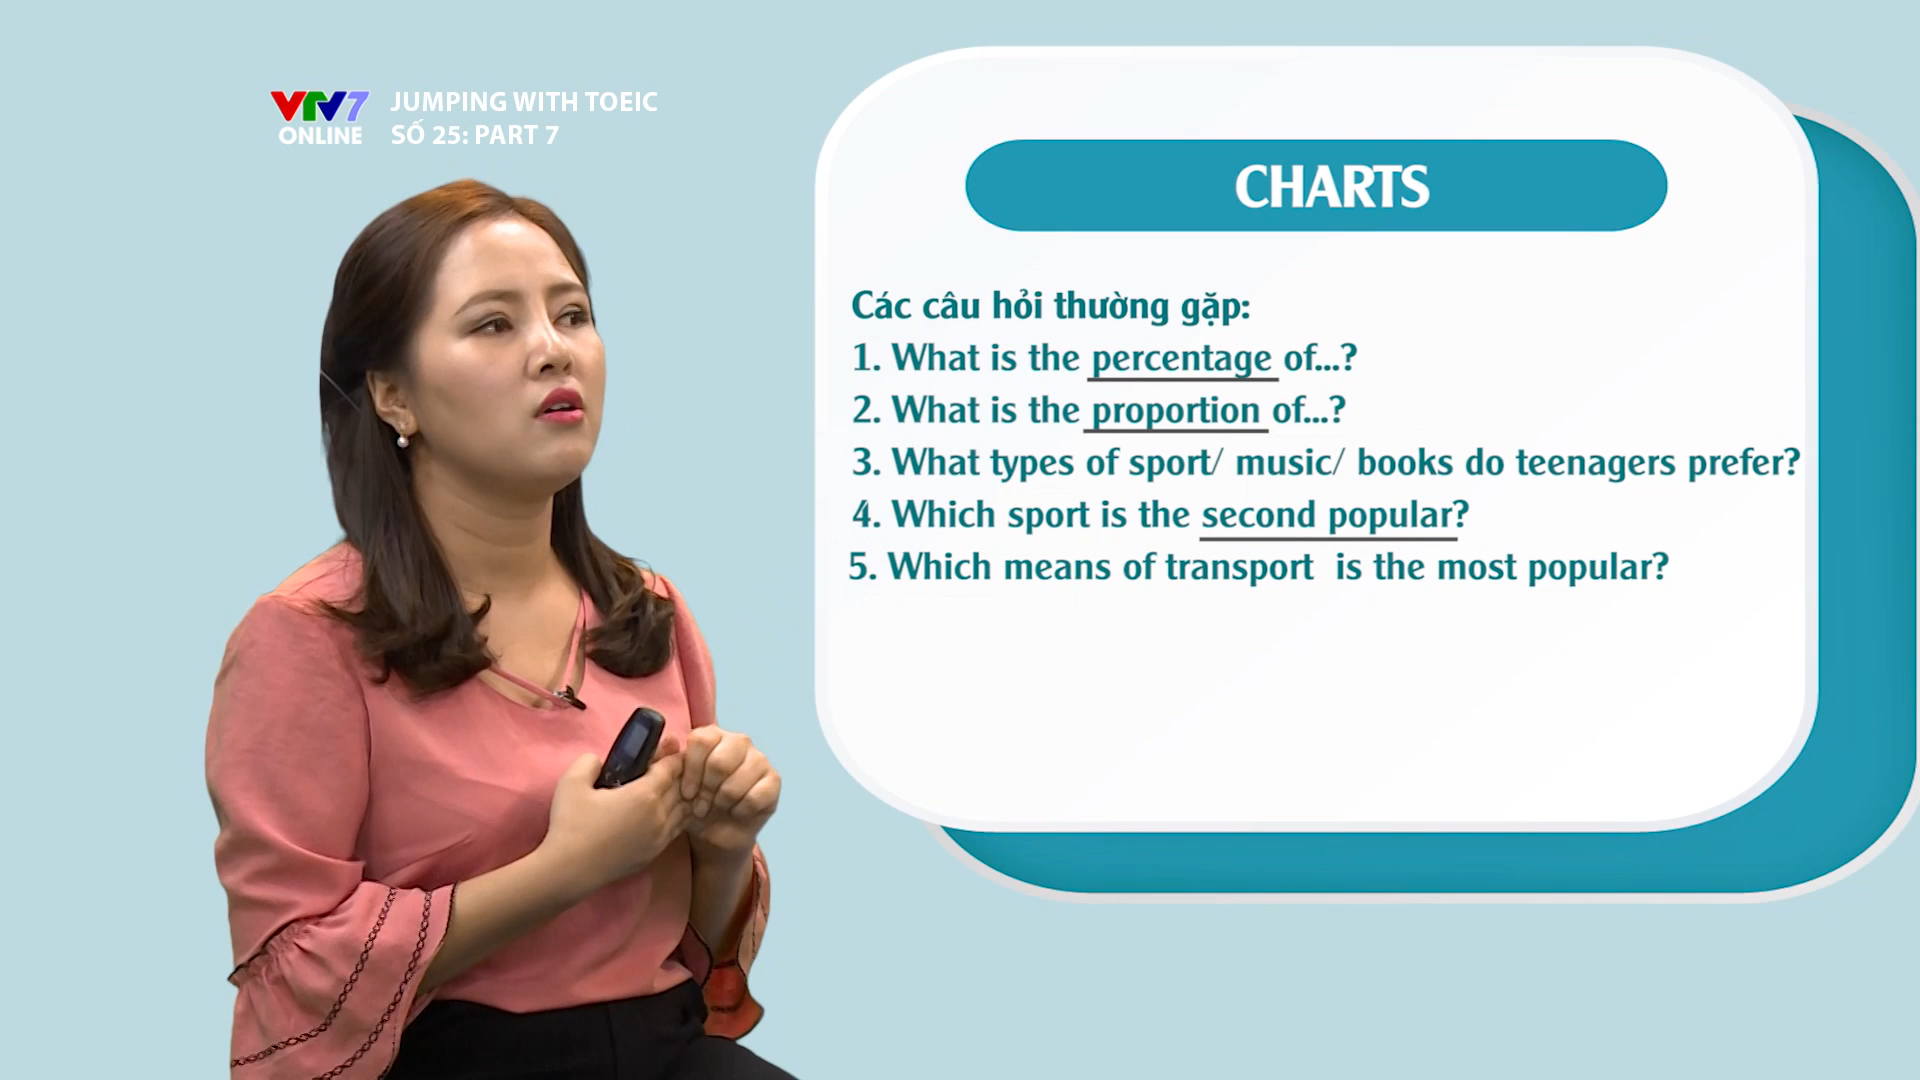 VTV7
ONLINE
JUMPING WITH TOEIC
SỐ 25: PART 7
CHARTS
Các câu hỏi thường gặp:
1. What is the percentage of...?
2. What is the proportion of...?
3. What types of sport/ music/ books do teenagers prefer?
4. Which sport is the second popular?
5. Which means of transport is the most popular?